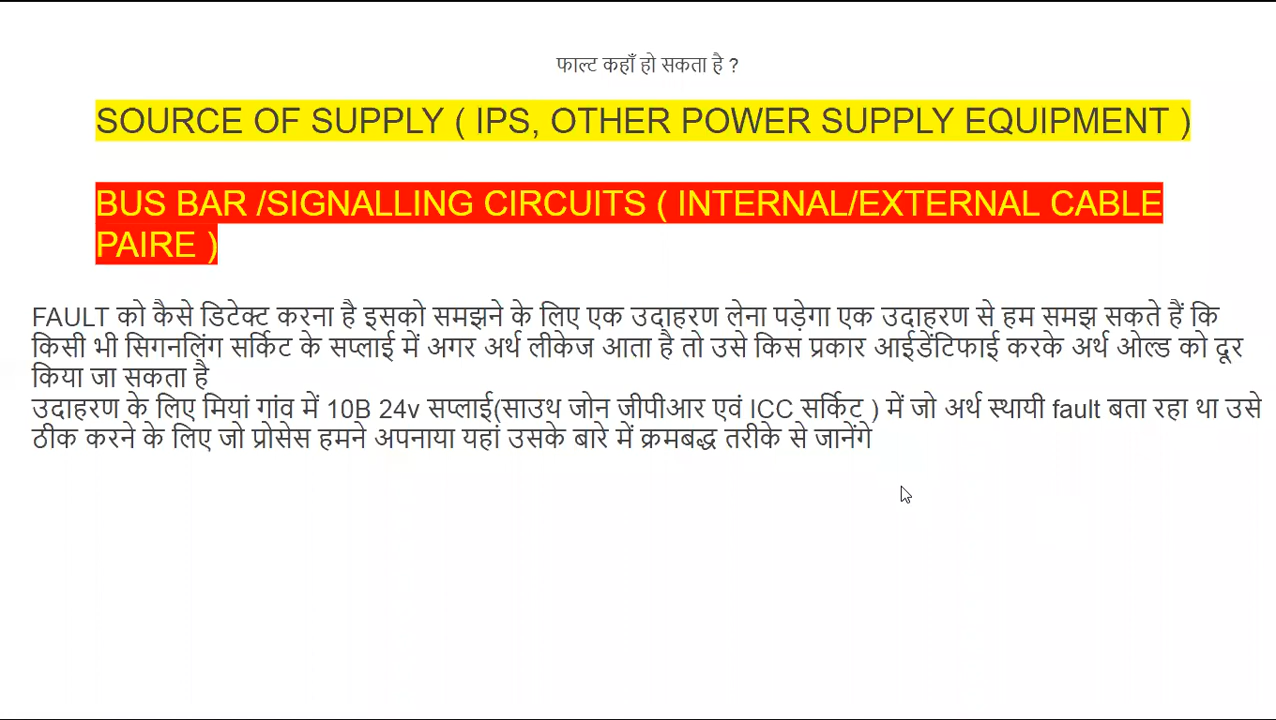 फाल्ट कहाँ हो सकता है ?
SOURCE OF SUPPLY ( IPS, OTHER POWER SUPPLY EQUIPMENT )
BUS BAR /SIGNALLING CIRCUITS ( INTERNAL/EXTERNAL CABLE
PAIRE )
FAULT को कैसे डिटेक्ट करना है इसको समझने के लिए एक उदाहरण लेना पड़ेगा एक उदाहरण से हम समझ सकते हैं कि
किसी भी सिगनलिंग सर्किट के सप्लाई में अगर अर्थ लीकेज आता है तो उसे किस प्रकार आईडेंटिफाई करके अर्थ ओल्ड को दूर
किया जा सकता है
उदाहरण के लिए मियां गांव में 10B 24v सप्लाई(साउथ जोन जीपीआर एवं ICC सर्किट ) में जो अर्थ स्थायी fault बता रहा था उसे
ठीक करने के लिए जो प्रोसेस हमने अपनाया यहां उसके बारे में क्रमबद्ध तरीके से जानेंगे